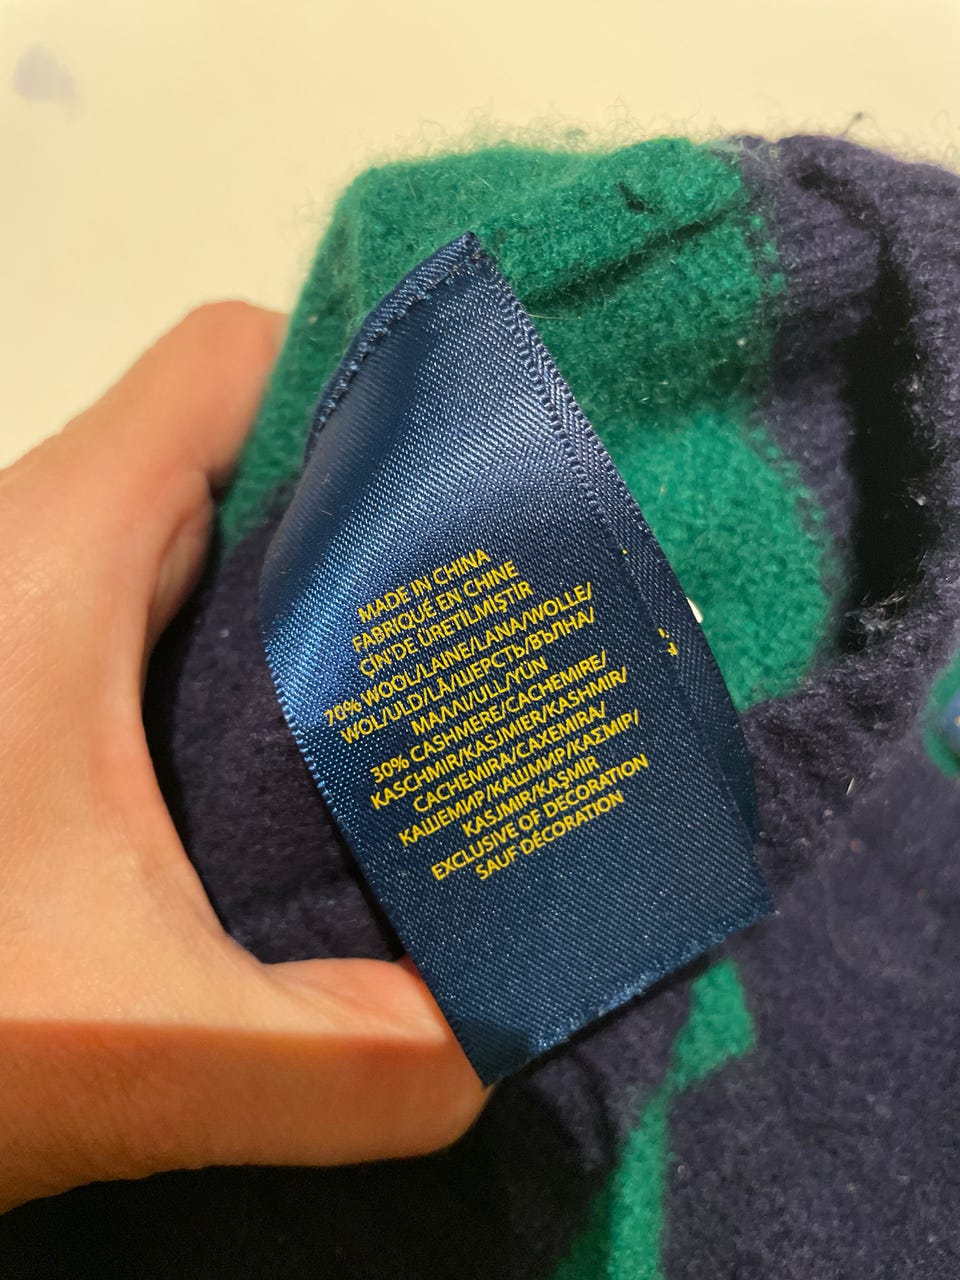 MADE IN CHINA
FABRIQUÉ EN CHINE
ÇİN'DE ÜRETİLMİŞTİR
70% WOOL/LAINE/LANA/WOLLE/
WOL/ULD/LÃ/ШЕРСТЬ/ВЪЛНА/
ΜΑΛΛΙ/ULL/YÜN
30% CASHMERE/CACHEMIRE/
KASCHMIR/KASJMIER/KASHMIR/
CACHEMIRA/CAXEMIRA/
КАШЕМИР/КАШМИР/ΚΑΣΜΙΡ/
KASJMIR/KAŞMİR
EXCLUSIVE OF DECORATION
SAUF DÉCORATION